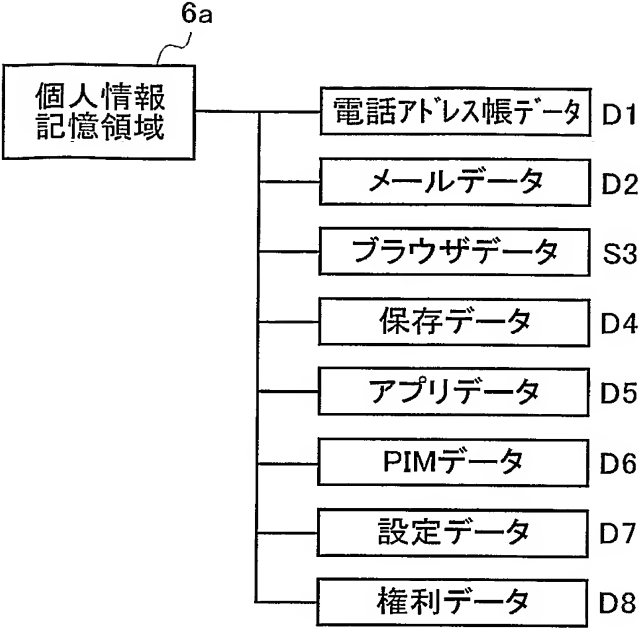 6a
個人情報
記憶領域
電話アドレス帳データ D1
メールデータ D2
ブラウザデータ S3
保存データ D4
アプリデータ D5
PIMデータ D6
設定データ D7
権利データ D8